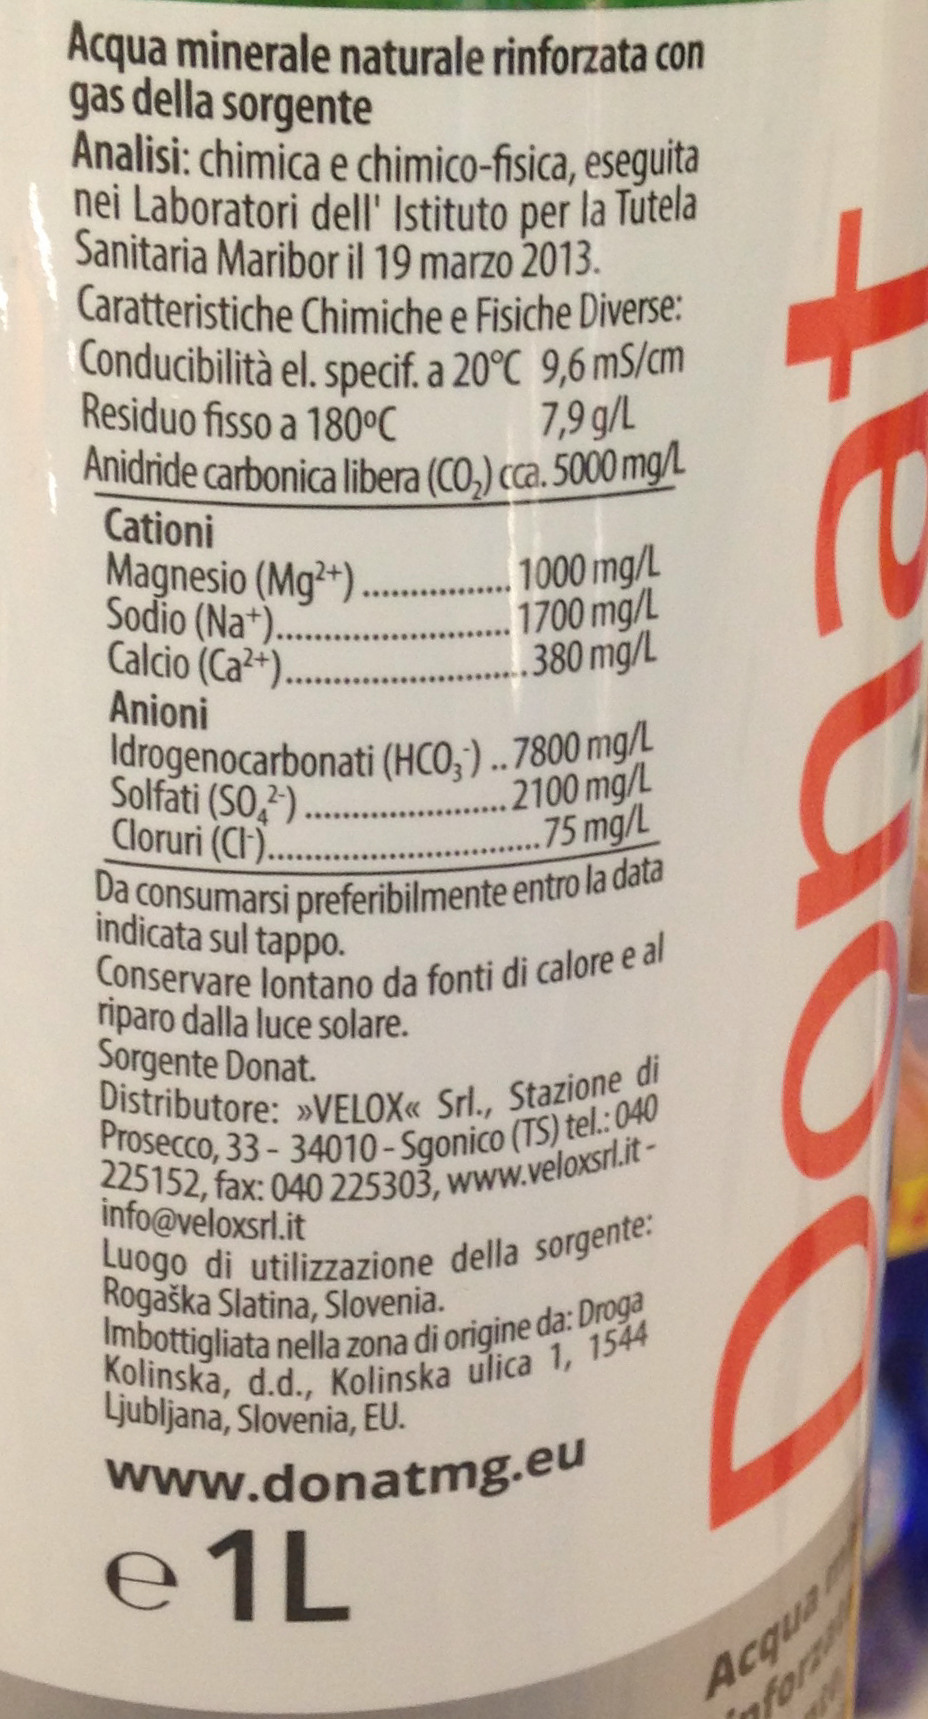 Acqua minerale naturale rinforzata con
gas della sorgente
Analisi: chimica e chimico-fisica, eseguita
nei Laboratori dell' Istituto per la Tutela
Sanitaria Maribor il 19 marzo 2013.
Caratteristiche Chimiche e Fisiche Diverse:
Conducibilità el. specif. a 20°C 9,6 mS/cm
Residuo fisso a 180°C 7,9 g/L
Anidride carbonica libera (CO₂) cca. 5000 mg/L
Cationi
Magnesio (Mg²⁺) ............... 1000 mg/L
Sodio (Na⁺)........................ 1700 mg/L
Calcio (Ca²⁺)........................ 380 mg/L
Anioni
Idrogenocarbonati (HCO₃⁻) .. 7800 mg/L
Solfati (SO₄²⁻) .................... 2100 mg/L
Cloruri (Cl⁻)........................... 75 mg/L
Da consumarsi preferibilmente entro la data
indicata sul tappo.
Conservare lontano da fonti di calore e al
riparo dalla luce solare.
Sorgente Donat.
Distributore: »VELOX« Srl., Stazione di
Prosecco, 33 - 34010 - Sgonico (TS) tel.: 040
225152, fax: 040 225303, www.veloxsrl.it -
info@veloxsrl.it
Luogo di utilizzazione della sorgente:
Rogaška Slatina, Slovenia.
Imbottigliata nella zona di origine da: Droga
Kolinska, d.d., Kolinska ulica 1, 1544
Ljubljana, Slovenia, EU.
www.donatmg.eu
e 1L
Donat
Acqua